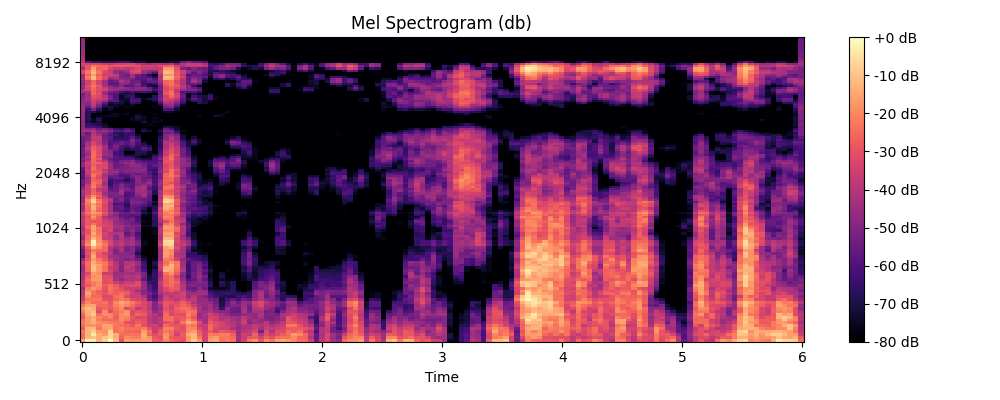 Mel Spectrogram (db)
Hz
8192
4096
2048
1024
512
0
0 1 2 3 4 5 6
Time
+0 dB
-10 dB
-20 dB
-30 dB
-40 dB
-50 dB
-60 dB
-70 dB
-80 dB